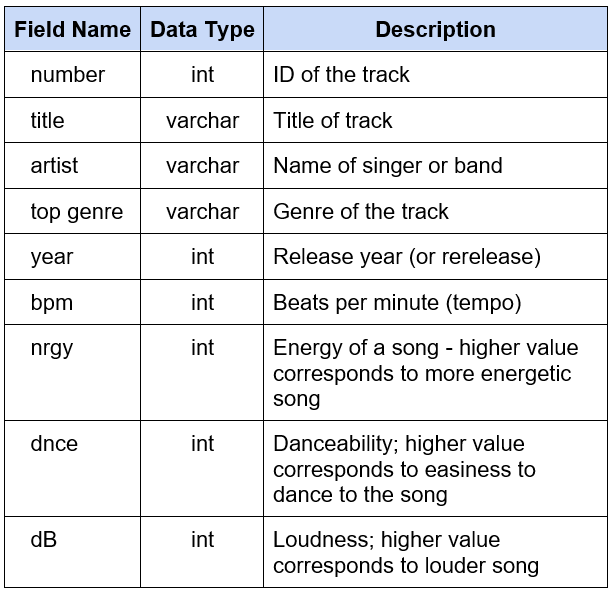 Field Name Data Type Description
number int ID of the track
title varchar Title of track
artist varchar Name of singer or band
top genre varchar Genre of the track
year int Release year (or rerelease)
bpm int Beats per minute (tempo)
nrgy int Energy of a song - higher value
corresponds to more energetic
song
dnce int Danceability; higher value
corresponds to easiness to
dance to the song
dB int Loudness; higher value
corresponds to louder song